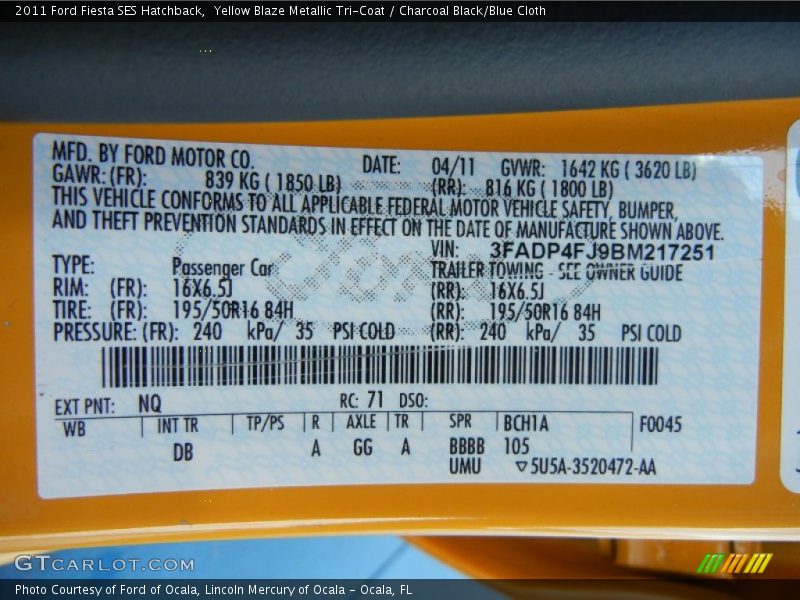 2011 Ford Fiesta SES Hatchback, Yellow Blaze Metallic Tri-Coat / Charcoal Black/Blue Cloth
MFD. BY FORD MOTOR CO. DATE: 04/11 GVWR: 1642 KG ( 3620 LB)
GAWR: (FR): 839 KG ( 1850 LB) (RR): 816 KG ( 1800 LB)
THIS VEHICLE CONFORMS TO ALL APPLICABLE FEDERAL MOTOR VEHICLE SAFETY, BUMPER,
AND THEFT PREVENTION STANDARDS IN EFFECT ON THE DATE OF MANUFACTURE SHOWN ABOVE.
VIN: 3FADP4FJ9BM217251
TYPE: Passenger Car TRAILER TOWING - SEE OWNER GUIDE
RIM: (FR): 16X6.5J (RR): 16X6.5J
TIRE: (FR): 195/50R16 84H (RR): 195/50R16 84H
PRESSURE: (FR): 240 kPa/ 35 PSI COLD (RR): 240 kPa/ 35 PSI COLD
EXT PNT: NQ RC: 71 DSO:
WB INT TR TP/PS R AXLE TR SPR BCH1A F0045
DB A GG A BBBB 105
UMU ▽5U5A-3520472-AA
GTCARLOT.COM
Photo Courtesy of Ford of Ocala, Lincoln Mercury of Ocala - Ocala, FL